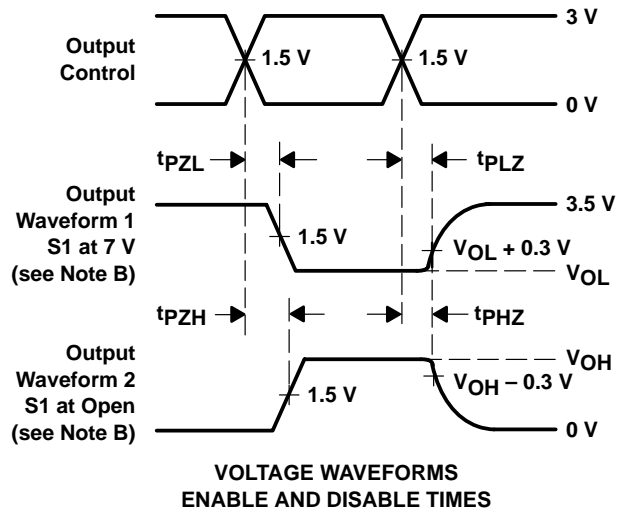 3 V
Output
Control
1.5 V
1.5 V
0 V
tPZL
tPLZ
Output
Waveform 1
S1 at 7 V
(see Note B)
3.5 V
1.5 V
VOL + 0.3 V
VOL
tPZH
tPHZ
Output
Waveform 2
S1 at Open
(see Note B)
VOH
VOH – 0.3 V
1.5 V
0 V
VOLTAGE WAVEFORMS
ENABLE AND DISABLE TIMES